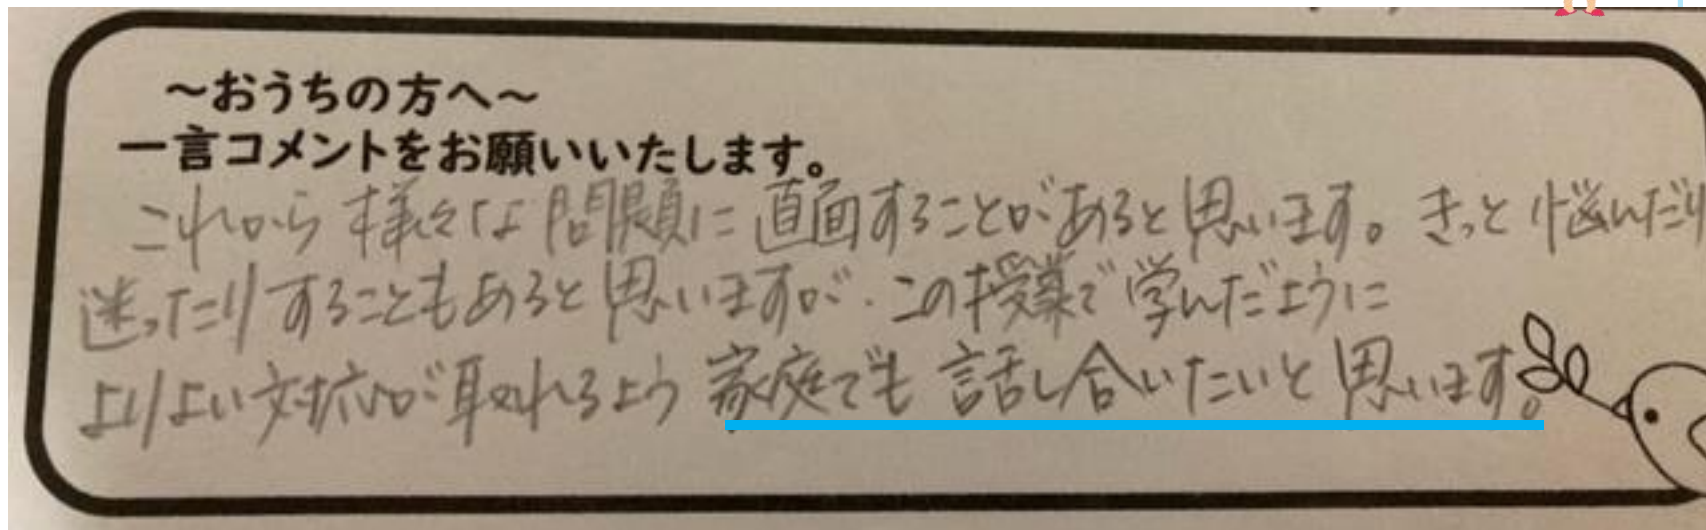 ～おうちの方へ～
一言コメントをお願いいたします。
これから様々な問題に直面することがあると思います。きっと悩んだり
迷ったりすることもあると思いますが、この授業で学んだように
よりよい対応が取れるよう家庭でも話し合いたいと思います。